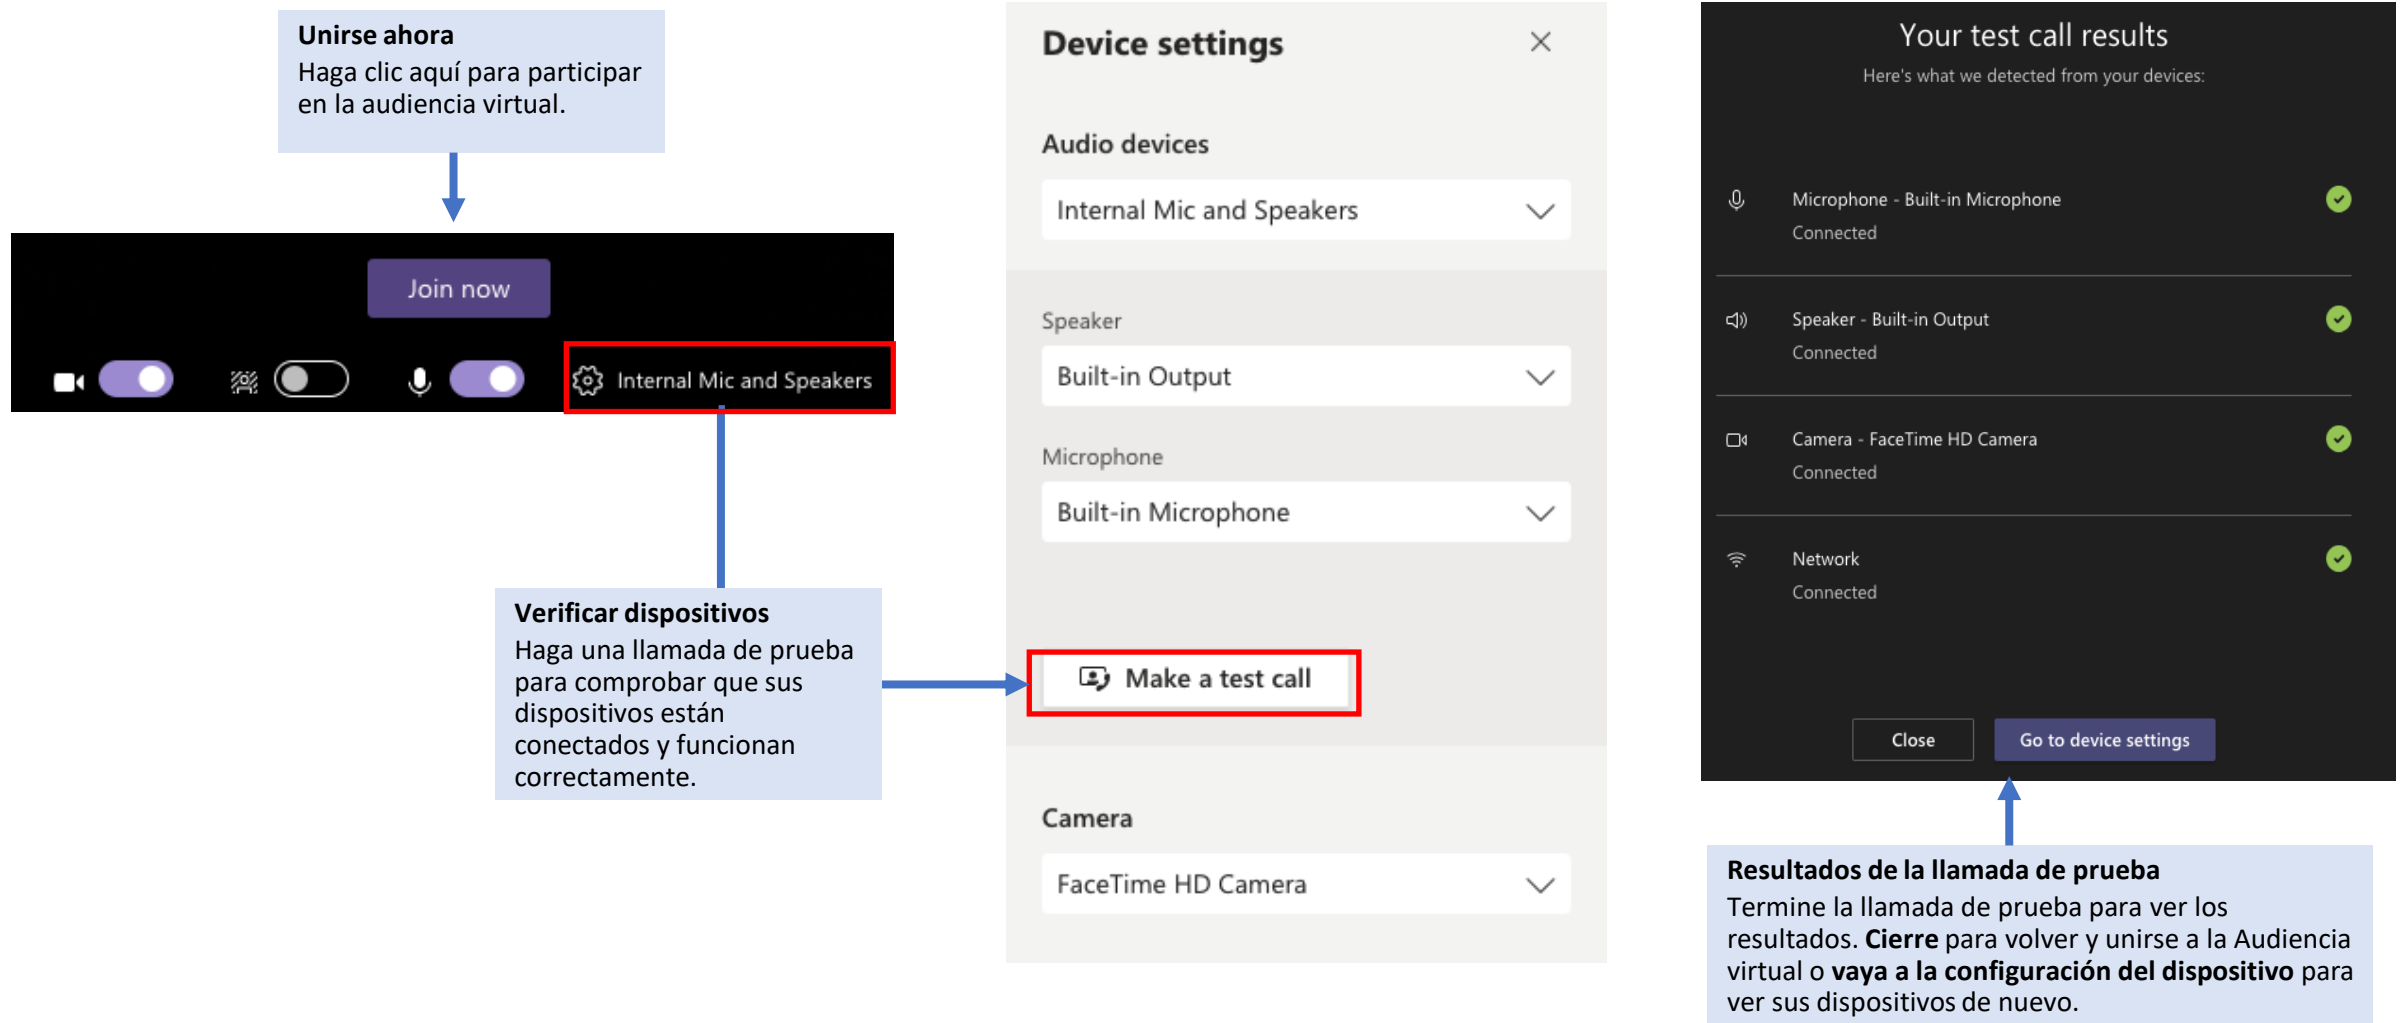 Unirse ahora
Haga clic aquí para participar
en la audiencia virtual.
Join now
Internal Mic and Speakers
Verificar dispositivos
Haga una llamada de prueba
para comprobar que sus
dispositivos están
conectados y funcionan
correctamente.
Device settings
Audio devices
Internal Mic and Speakers
Speaker
Built-in Output
Microphone
Built-in Microphone
Make a test call
Camera
FaceTime HD Camera
Your test call results
Here's what we detected from your devices:
Microphone - Built-in Microphone
Connected
Speaker - Built-in Output
Connected
Camera - FaceTime HD Camera
Connected
Network
Connected
Close
Go to device settings
Resultados de la llamada de prueba
Termine la llamada de prueba para ver los
resultados. Cierre para volver y unirse a la Audiencia
virtual o vaya a la configuración del dispositivo para
ver sus dispositivos de nuevo.